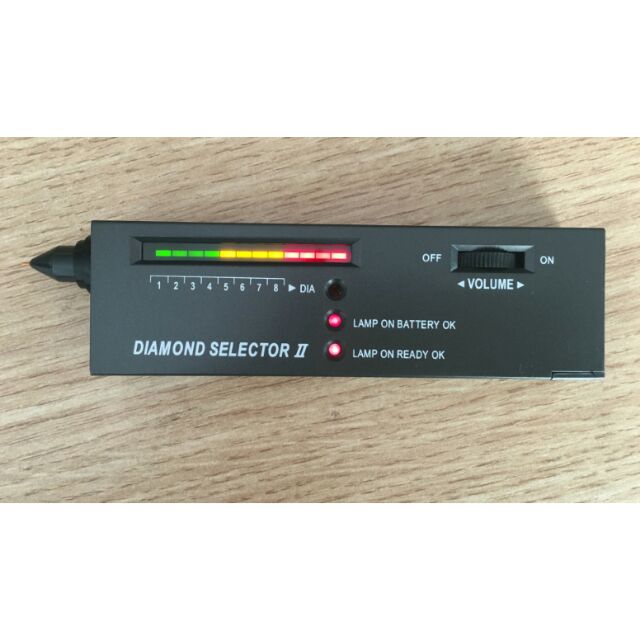 OFF ON
◄ VOLUME ►
1 2 3 4 5 6 7 8 ► DIA
LAMP ON BATTERY OK
DIAMOND SELECTOR II
LAMP ON READY OK